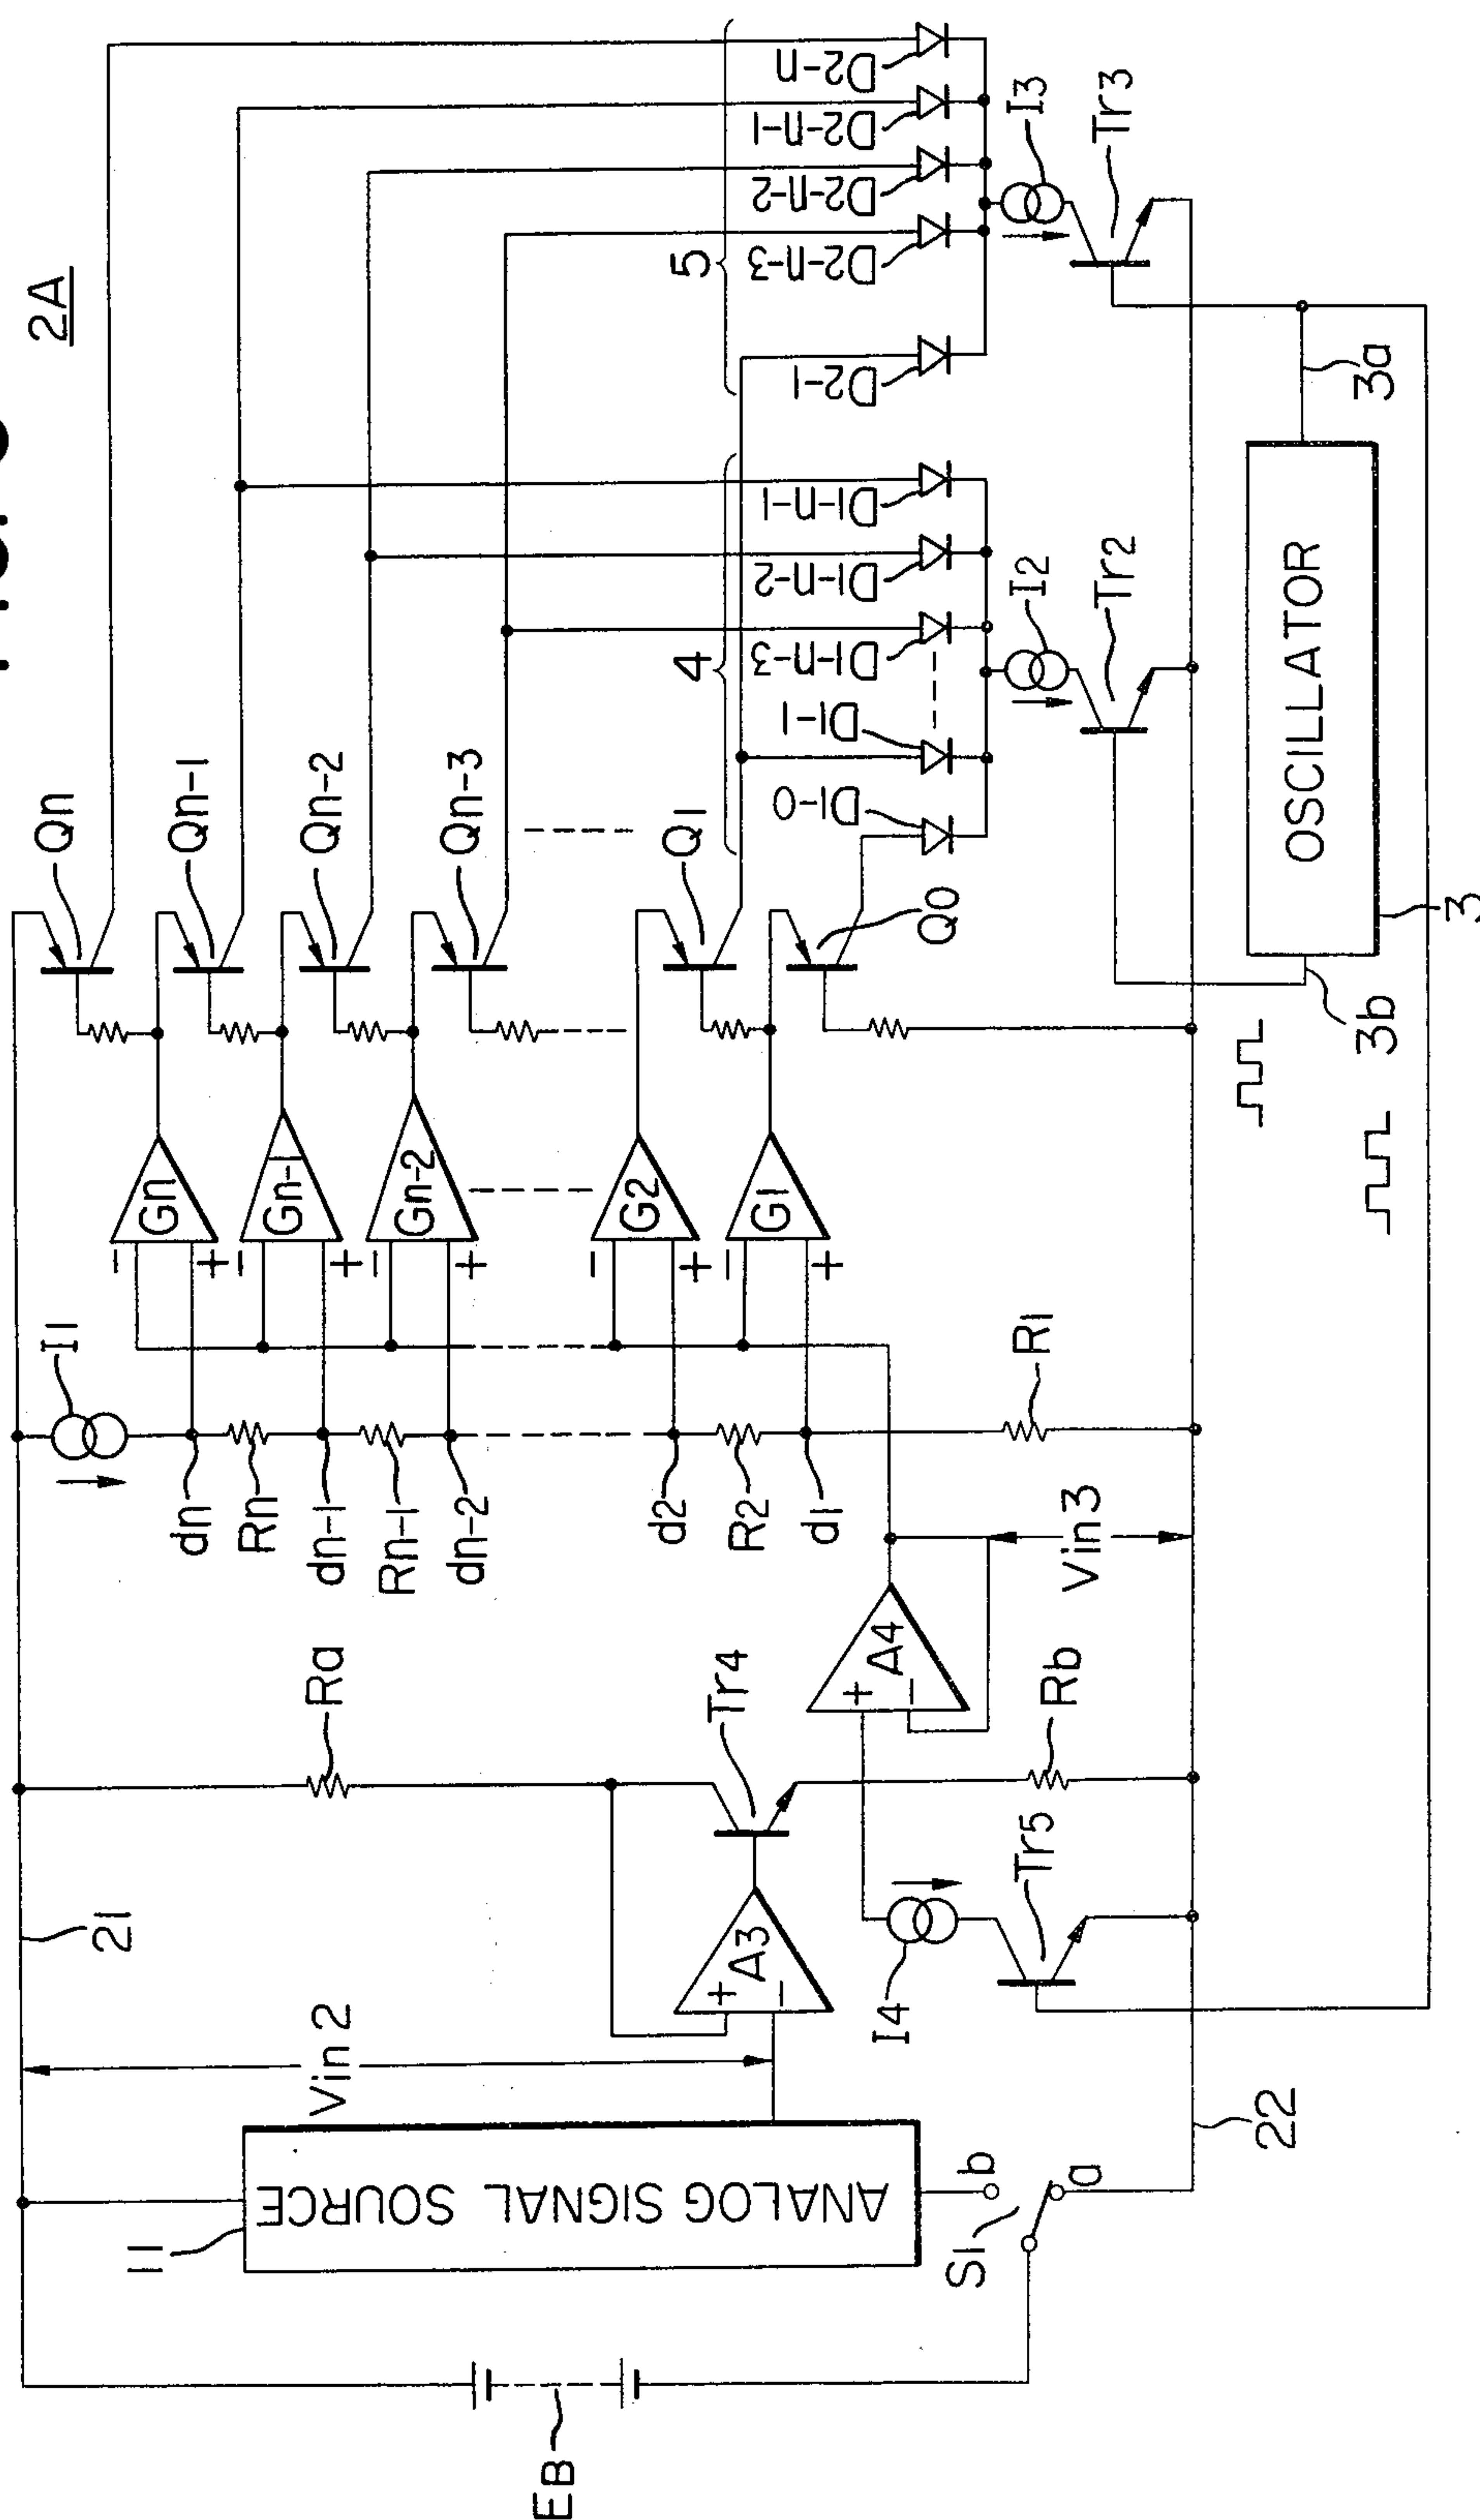 2A
EB
11
ANALOG SIGNAL SOURCE
S1
b
a
22
Vin 2
21
A3
+
−
I4
Tr5
Tr4
Ra
Rb
A4
+
−
Vin3
I1
dn
Rn
dn-1
Rn-1
dn-2
d2
R2
d1
R1
Gn
−
+
Gn-1
−
+
Gn-2
−
+
G2
−
+
G1
−
+
Qn
Qn-1
Qn-2
Qn-3
Q1
Q0
4
D1-0
D1-1
D1-n-3
D1-n-2
D1-n-1
5
D2-1
D2-n-3
D2-n-2
D2-n-1
D2-n
I2
Tr2
I3
Tr3
OSCILLATOR
3
3a
3b